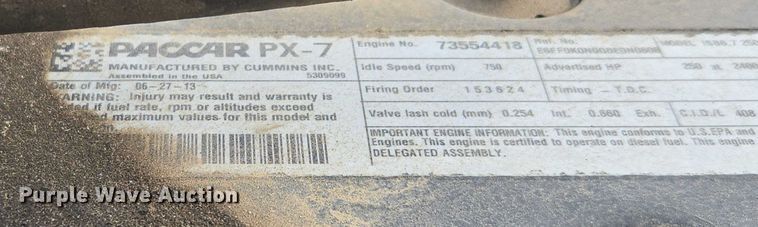 PACCAR PX-7
MANUFACTURED BY CUMMINS INC.
Assembled in the USA 5309099
Date of Mfg: 06-27-13
WARNING: Injury may result and warranty is
if fuel rate, rpm or altitudes exceed
maximum values for this model and
Engine No. 73554418
Ref. No. MODEL
Idle Speed (rpm) 750 Advertised HP 250 at
Firing Order 153624 Timing - T.D.C.
Valve lash cold (mm) 0.254 Int. 0.660 Exh. C.I.D./L 408
IMPORTANT ENGINE INFORMATION: This engine conforms to U.S.EPA and
Engines. This engine is certified to operate on diesel fuel. This engine
DELEGATED ASSEMBLY.
Purple Wave Auction